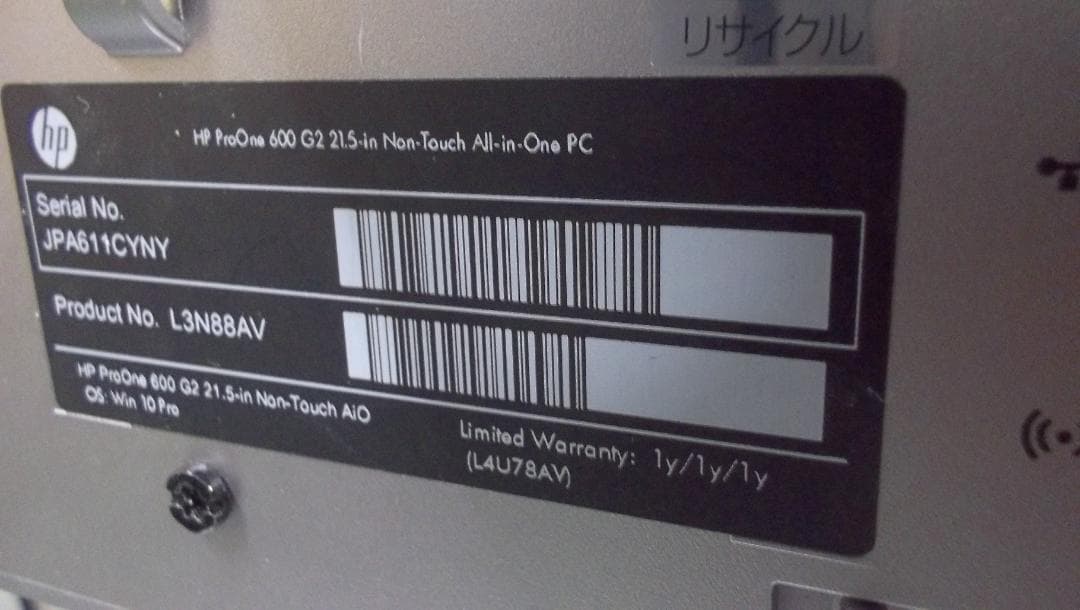 リサイクル
hp
HP ProOne 600 G2 21.5-in Non-Touch All-in-One PC
Serial No.
JPA611CYNY
Product No. L3N88AV
HP ProOne 600 G2 21.5-in Non-Touch AiO
OS: Win 10 Pro
Limited Warranty: 1y/1y/1y
(L4U78AV)